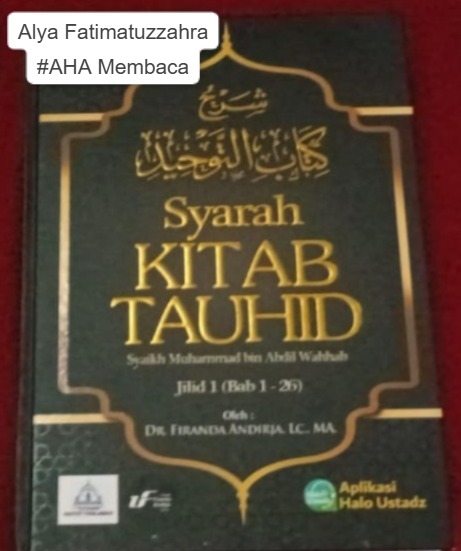 Alya Fatimatuzzahra
#AHA Membaca
شرح
كتاب التوحيد
Syarah
KITAB
TAUHID
Syaikh Muhammad bin Abdil Wahhab
Jilid 1 (Bab 1 - 26)
Oleh :
DR. FIRANDA ANDIRJA, LC., MA.
Aplikasi
Halo Ustadz